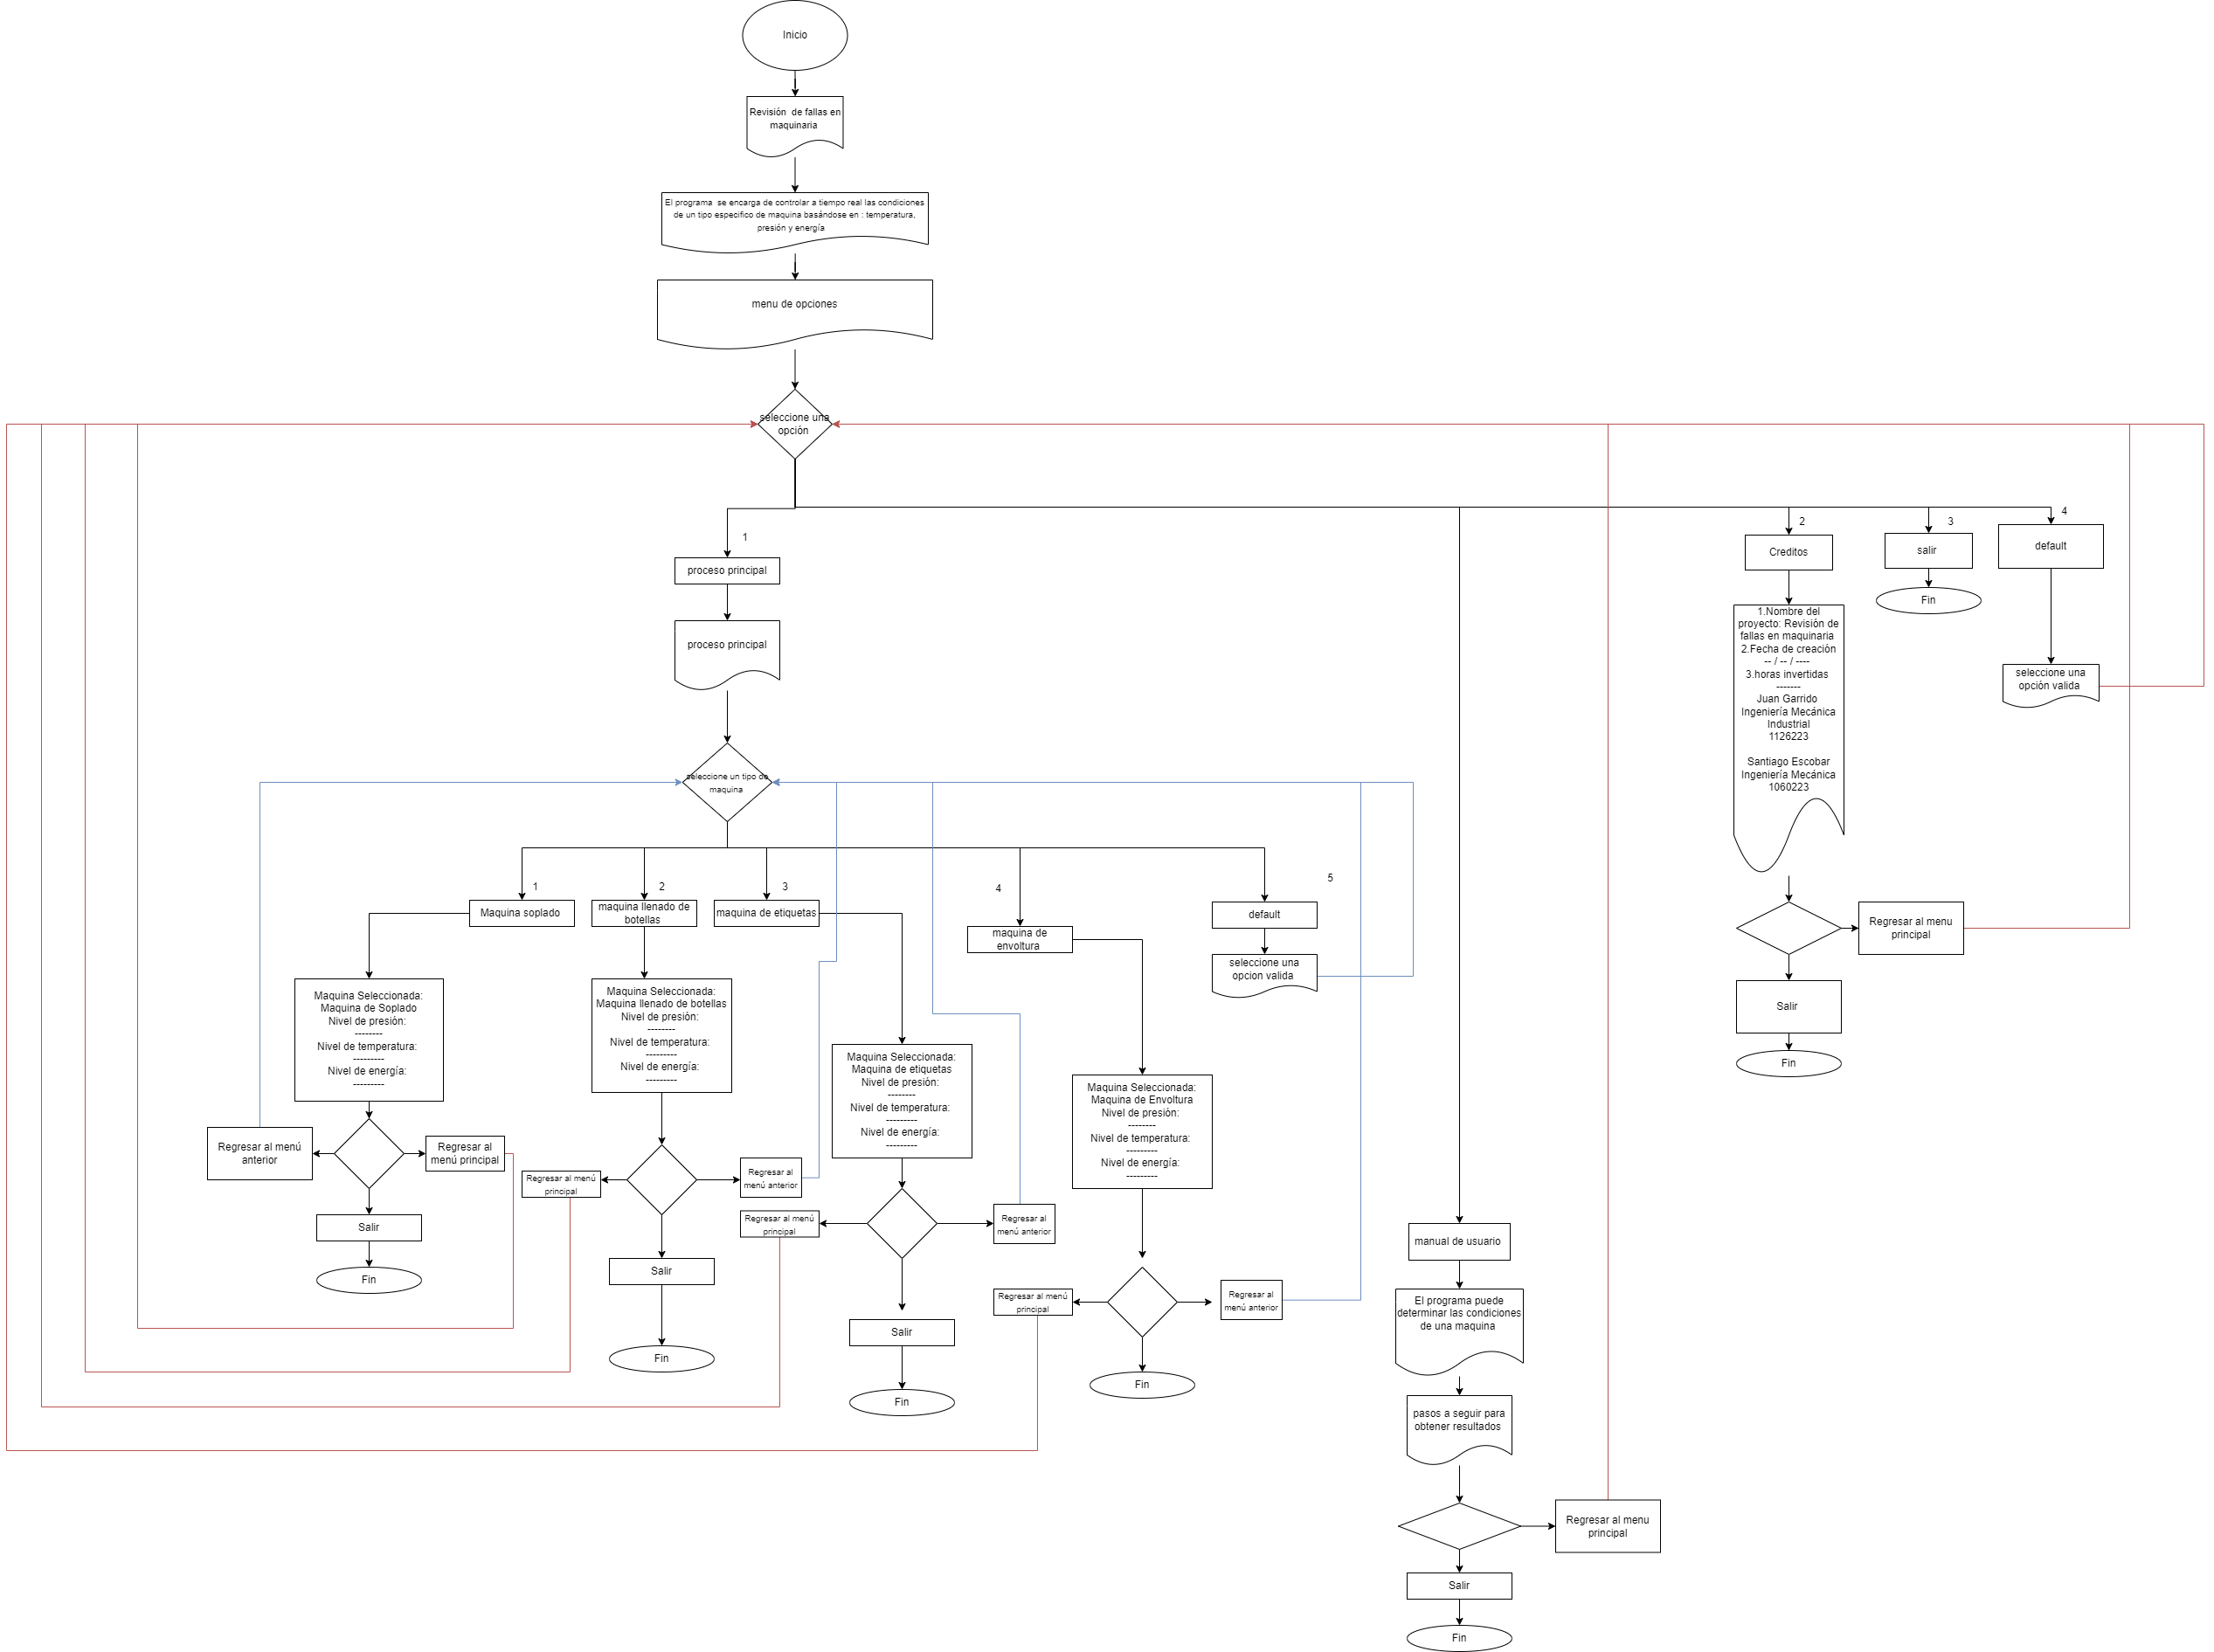 Inicio
Revisión  de fallas en
maquinaria
El programa  se encarga de controlar a tiempo real las condiciones
de un tipo especifico de maquina basándose en : temperatura,
presión y energía
menu de opciones
seleccione una
opción
1
proceso principal
proceso principal
seleccione un tipo de
maquina
1
Maquina soplado
2
maquina llenado de
botellas
3
maquina de etiquetas
4
maquina de
envoltura
5
default
seleccione una
opcion valida
Maquina Seleccionada:
Maquina de Soplado
Nivel de presión:
--------
Nivel de temperatura:
---------
Nivel de energía:
---------
Regresar al menú
anterior
Regresar al
menú principal
Salir
Fin
Maquina Seleccionada:
Maquina llenado de botellas
Nivel de presión:
--------
Nivel de temperatura:
---------
Nivel de energía:
---------
Regresar al menú
principal
Regresar al
menú anterior
Salir
Fin
Maquina Seleccionada:
Maquina de etiquetas
Nivel de presión:
--------
Nivel de temperatura:
---------
Nivel de energía:
---------
Regresar al menú
principal
Regresar al
menú anterior
Salir
Fin
Maquina Seleccionada:
Maquina de Envoltura
Nivel de presión:
--------
Nivel de temperatura:
---------
Nivel de energía:
---------
Regresar al menú
principal
Regresar al
menú anterior
Fin
manual de usuario
El programa puede
determinar las condiciones
de una maquina
pasos a seguir para
obtener resultados
Regresar al menu
principal
Salir
Fin
2
Creditos
1.Nombre del
proyecto: Revisión de
fallas en maquinaria
2.Fecha de creación
-- / -- / ----
3.horas invertidas
-------
Juan Garrido
Ingeniería Mecánica
Industrial
1126223
Santiago Escobar
Ingeniería Mecánica
1060223
Regresar al menu
principal
Salir
Fin
3
salir
Fin
4
default
seleccione una
opción valida